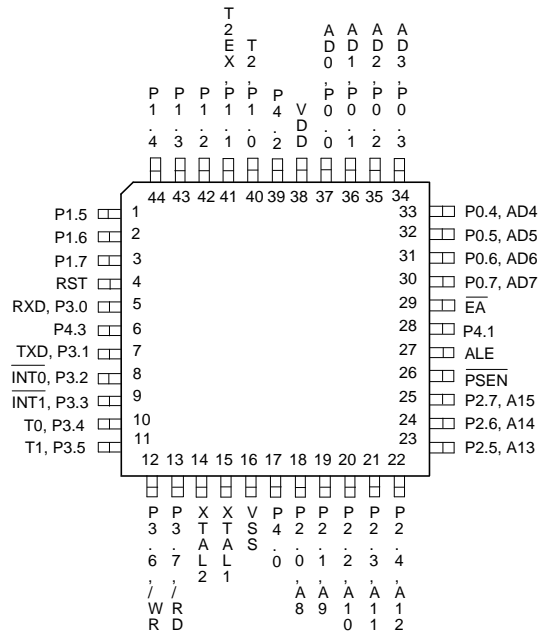 P1.4
P1.3
P1.2
T2EX,P1.1
T2,P1.0
P4.2
VDD
AD0,P0.0
AD1,P0.1
AD2,P0.2
AD3,P0.3
44 43 42 41 40 39 38 37 36 35 34
P1.5 1
P1.6 2
P1.7 3
RST 4
RXD, P3.0 5
P4.3 6
TXD, P3.1 7
INT0, P3.2 8
INT1, P3.3 9
T0, P3.4 10
T1, P3.5 11
33 P0.4, AD4
32 P0.5, AD5
31 P0.6, AD6
30 P0.7, AD7
29 EA
28 P4.1
27 ALE
26 PSEN
25 P2.7, A15
24 P2.6, A14
23 P2.5, A13
12 13 14 15 16 17 18 19 20 21 22
P3.6,/WR
P3.7,/RD
XTAL2
XTAL1
VSS
P4.0
P2.0,A8
P2.1,A9
P2.2,A10
P2.3,A11
P2.4,A12